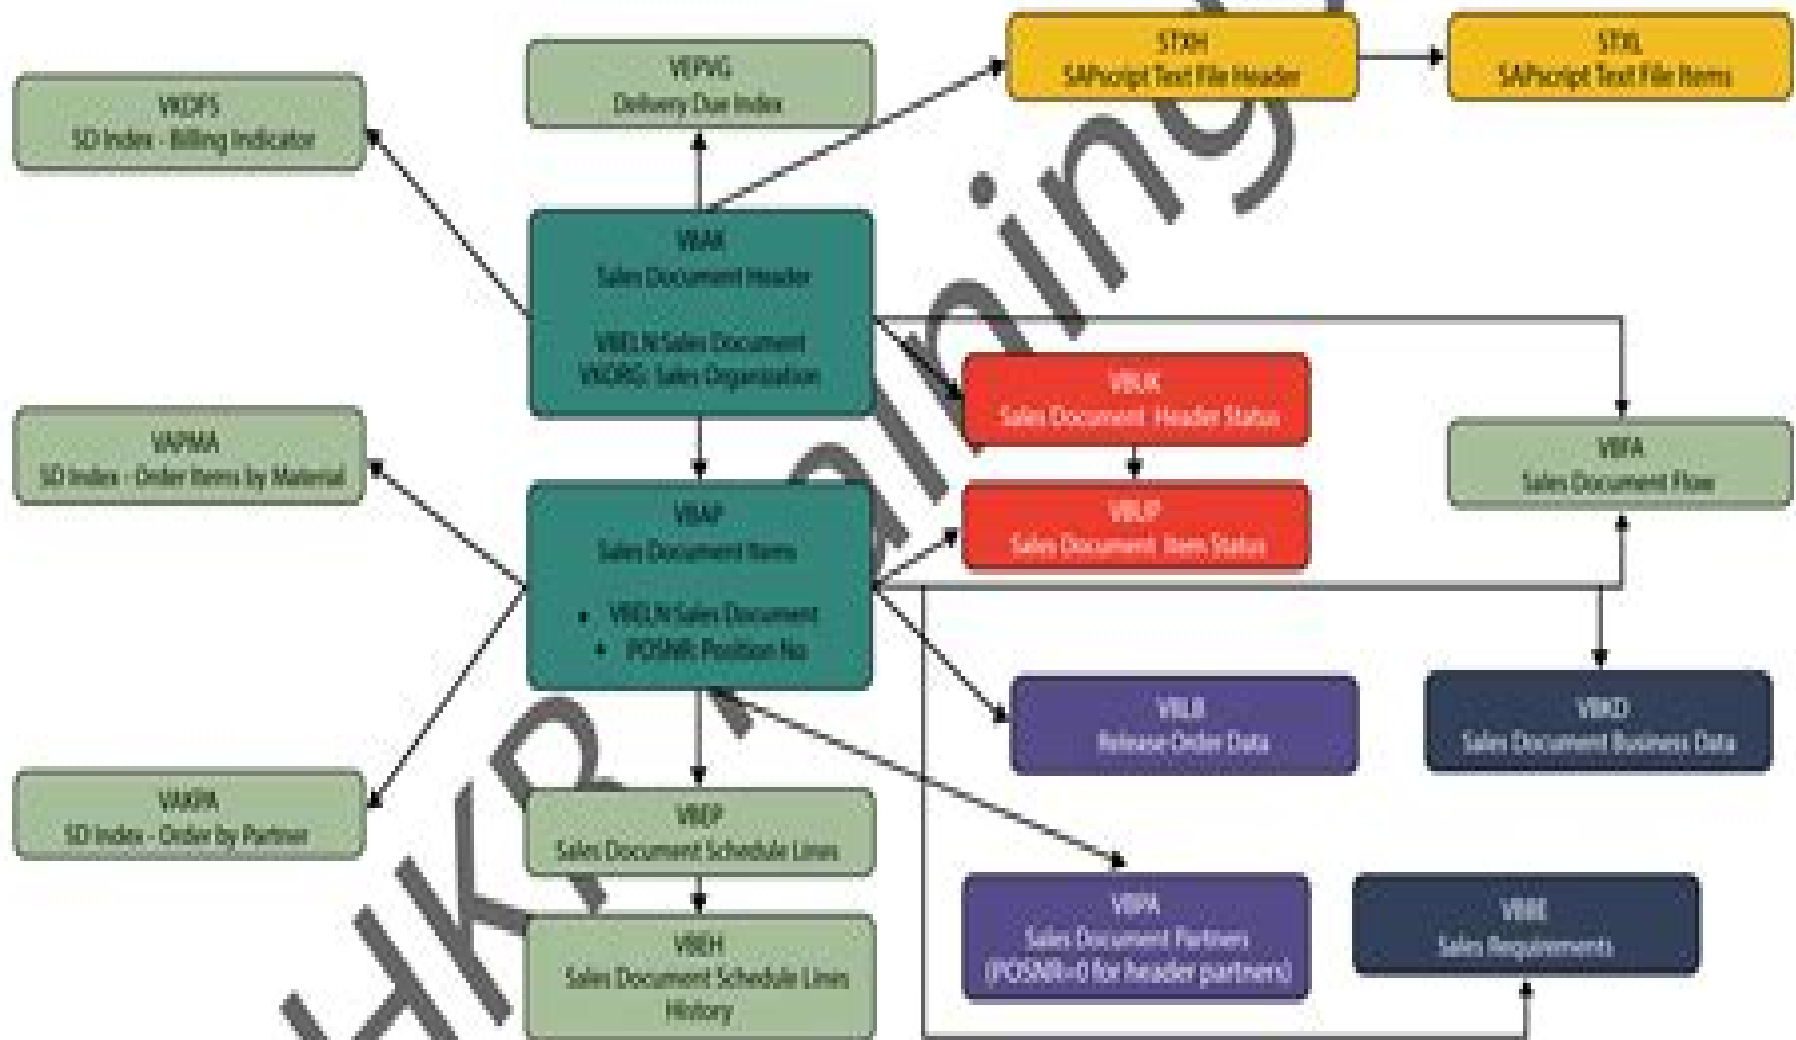 STXH
SAPscript Text File Header
STXL
SAPscript Text File Items
VEPVG
Delivery Due Index
VKDFS
SD Index - Billing Indicator
VBAK
Sales Document Header
VBELN:Sales Document
VKORG: Sales Organization
VBUK
Sales Document Header Status
VAPMA
SD Index - Order Items by Material
VBFA
Sales Document Flow
VBAP
Sales Document Items
• VBELN:Sales Document
• POSNR: Position No
VBUP
Sales Document Item Status
VBLB
Release Order Data
VBKD
Sales Document Business Data
VAKPA
SD Index - Order by Partner
VBEP
Sales Document Schedule Lines
VBPA
Sales Document Partners
(POSNR=0 for header partners)
VBBE
Sales Requirements
VBEH
Sales Document Schedule Lines
History